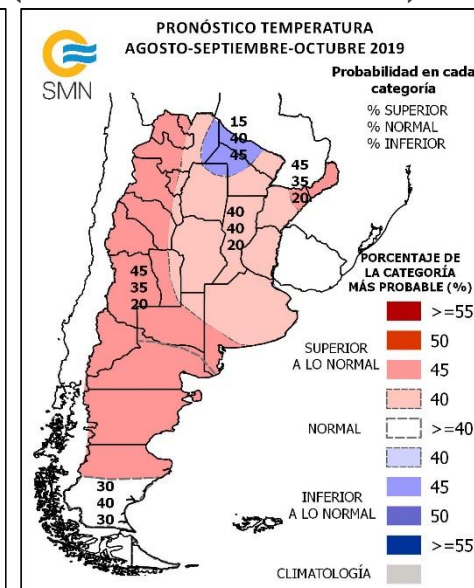 PRONÓSTICO TEMPERATURA
AGOSTO-SEPTIEMBRE-OCTUBRE 2019
SMN
Probabilidad en cada
categoría
% SUPERIOR
% NORMAL
% INFERIOR
15
40
45
45
35
20
40
40
20
45
35
20
30
40
30
PORCENTAJE DE
LA CATEGORÍA
MÁS PROBABLE (%)
>=55
50
SUPERIOR
A LO NORMAL
45
40
NORMAL
>=40
40
45
INFERIOR
A LO NORMAL
50
>=55
CLIMATOLOGÍA